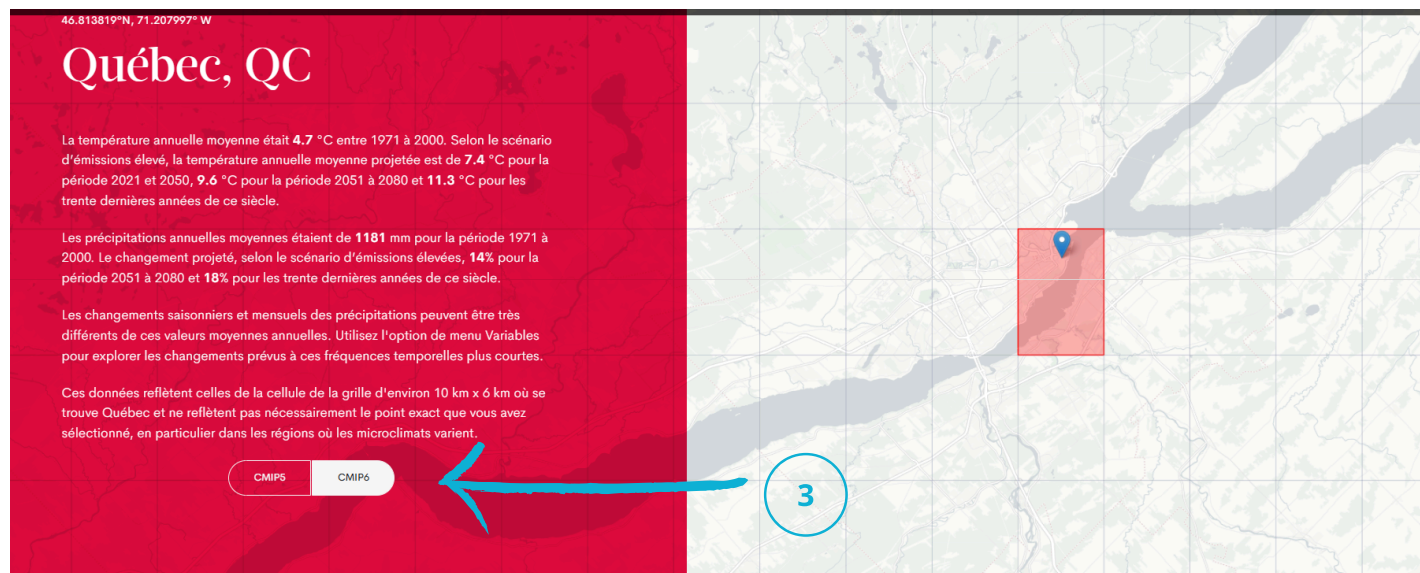 46.813819°N, 71.207997° W
Québec, QC
La température annuelle moyenne était 4.7 °C entre 1971 à 2000. Selon le scénario
d'émissions élevé, la température annuelle moyenne projetée est de 7.4 °C pour la
période 2021 et 2050, 9.6 °C pour la période 2051 à 2080 et 11.3 °C pour les
trente dernières années de ce siècle.
Les précipitations annuelles moyennes étaient de 1181 mm pour la période 1971 à
2000. Le changement projeté, selon le scénario d'émissions élevées, 14% pour la
période 2051 à 2080 et 18% pour les trente dernières années de ce siècle.
Les changements saisonniers et mensuels des précipitations peuvent être très
différents de ces valeurs moyennes annuelles. Utilisez l'option de menu Variables
pour explorer les changements prévus à ces fréquences temporelles plus courtes.
Ces données reflètent celles de la cellule de la grille d'environ 10 km x 6 km où se
trouve Québec et ne reflètent pas nécessairement le point exact que vous avez
sélectionné, en particulier dans les régions où les microclimats varient.
CMIP5 CMIP6
3